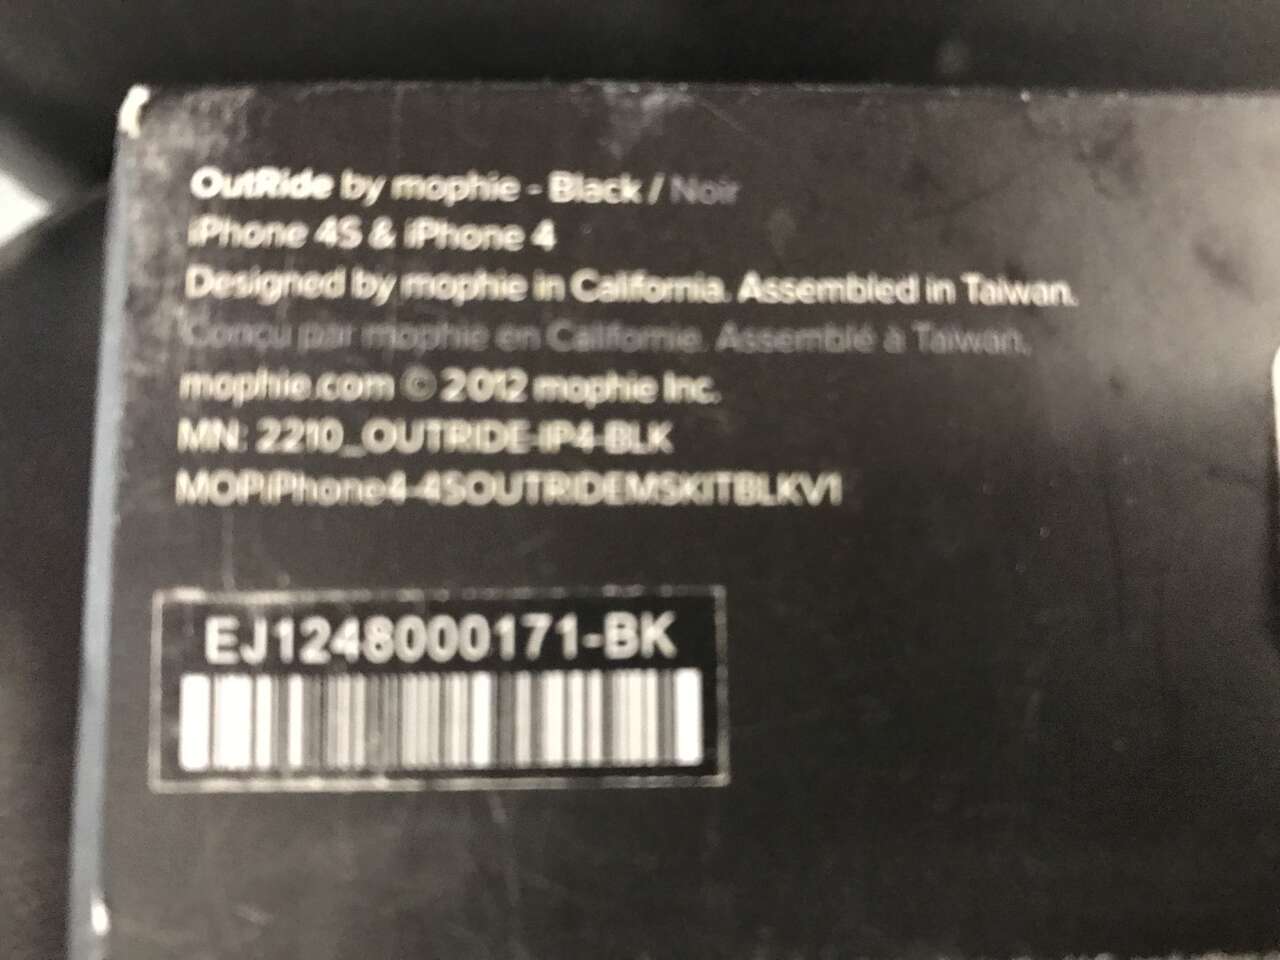 OutRide by mophie - Black / Noir
iPhone 4S & iPhone 4
Designed by mophie in California. Assembled in Taiwan.
Conçu par mophie en Californie. Assemblé à Taiwan.
mophie.com © 2012 mophie Inc.
MN: 2210_OUTRIDE-IP4-BLK
MOPiPhone4-4SOUTRIDEMSKITBLKV1
EJ12480000171-BK